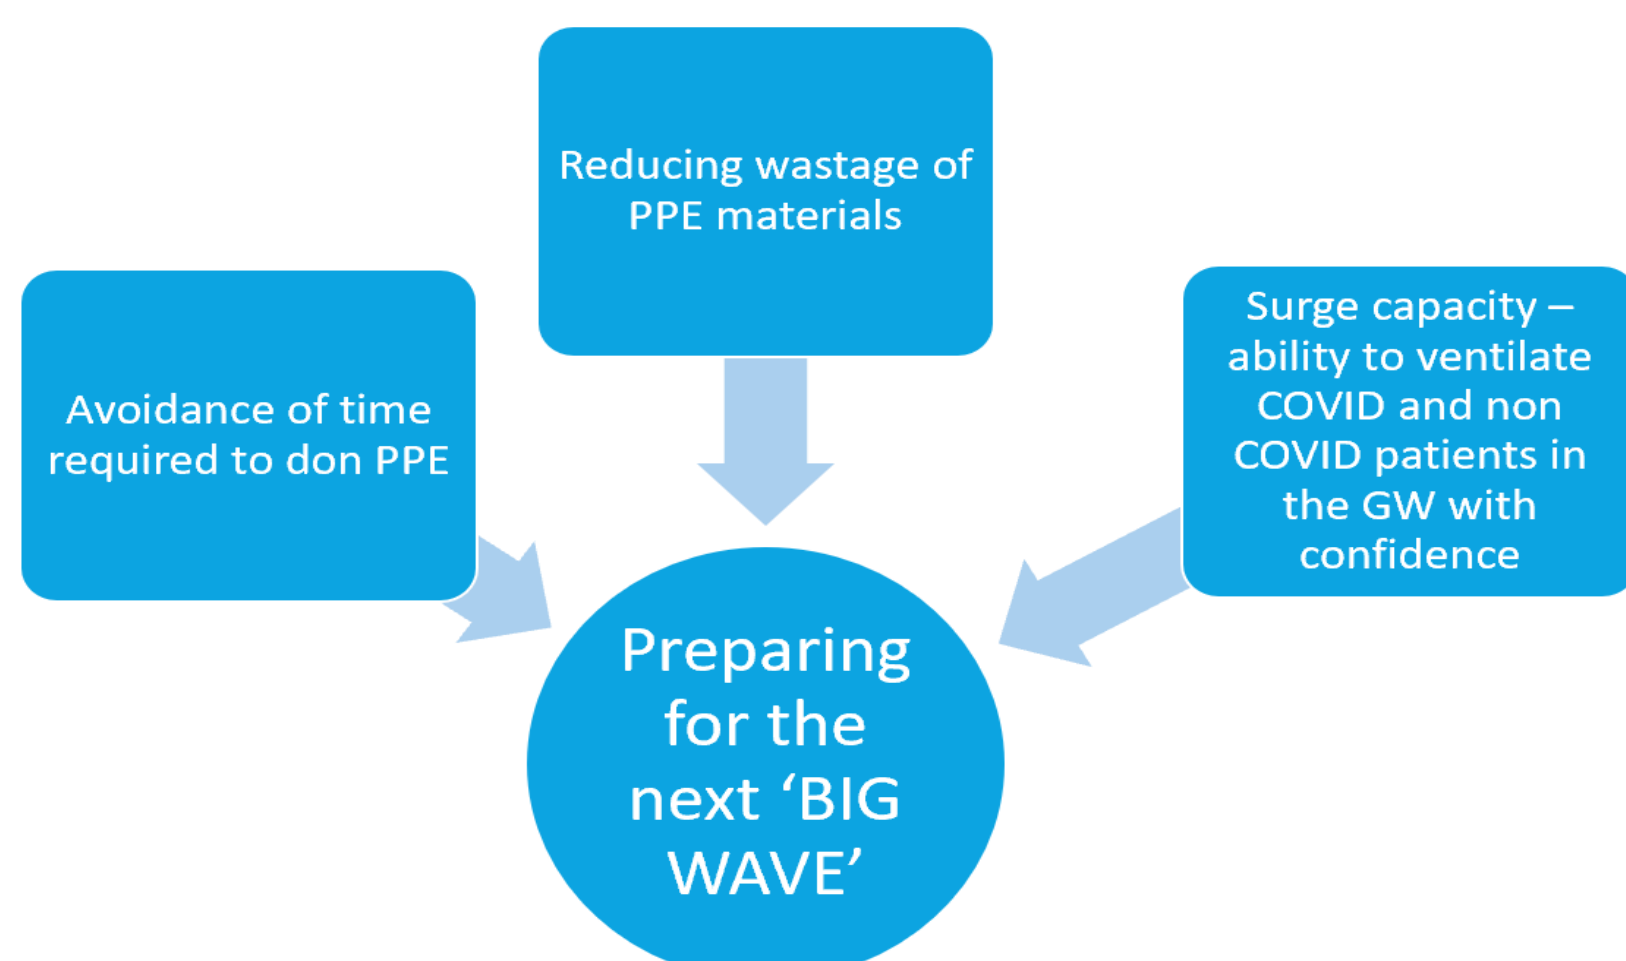 Reducing wastage of
PPE materials
Avoidance of time
required to don PPE
Surge capacity –
ability to ventilate
COVID and non
COVID patients in
the GW with
confidence
Preparing
for the
next ‘BIG
WAVE’